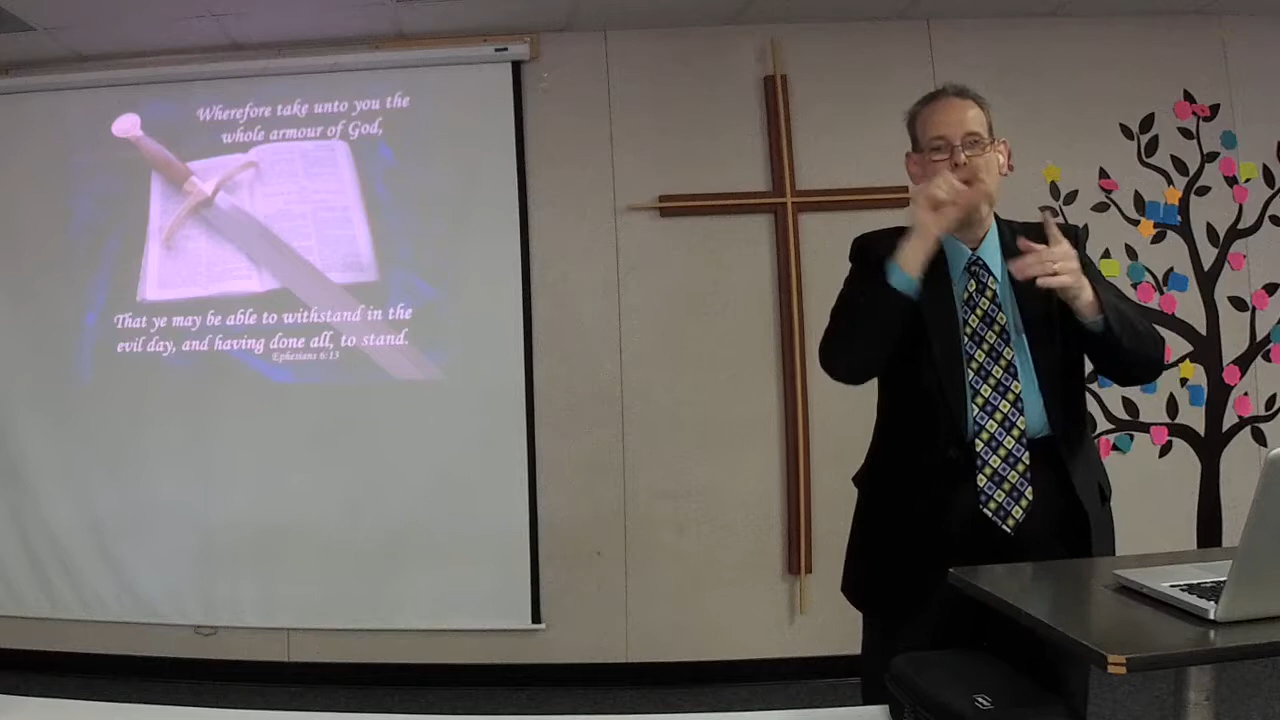 Wherefore take unto you the
whole armour of God,
That ye may be able to withstand in the
evil day, and having done all, to stand.
Ephesians 6:13